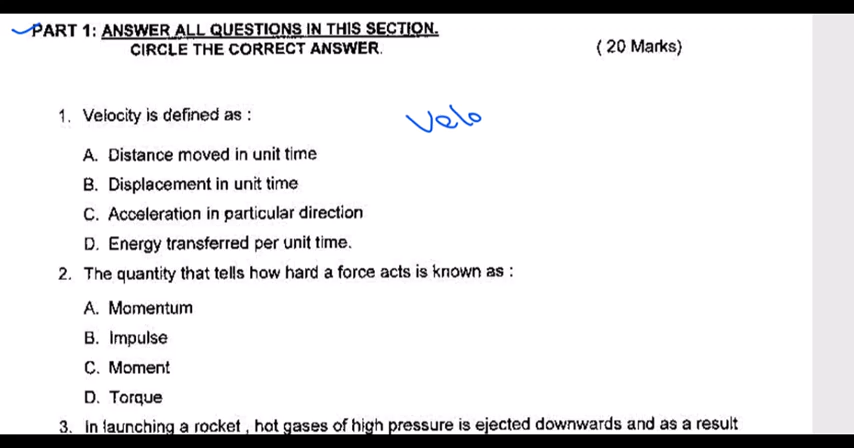 PART 1: ANSWER ALL QUESTIONS IN THIS SECTION.
CIRCLE THE CORRECT ANSWER.
( 20 Marks)
1. Velocity is defined as :
Velo
A. Distance moved in unit time
B. Displacement in unit time
C. Acceleration in particular direction
D. Energy transferred per unit time.
2. The quantity that tells how hard a force acts is known as :
A. Momentum
B. Impulse
C. Moment
D. Torque
3. In launching a rocket , hot gases of high pressure is ejected downwards and as a result